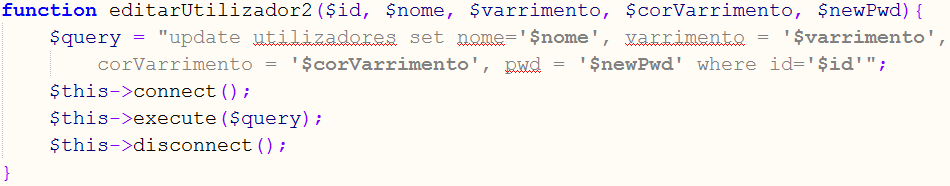 function editarUtilizador2($id, $nome, $varrimento, $corVarrimento, $newPwd){
$query = "update utilizadores set nome='$nome', varrimento = '$varrimento',
corVarrimento = '$corVarrimento', pwd = '$newPwd' where id='$id'";
$this->connect();
$this->execute($query);
$this->disconnect();
}